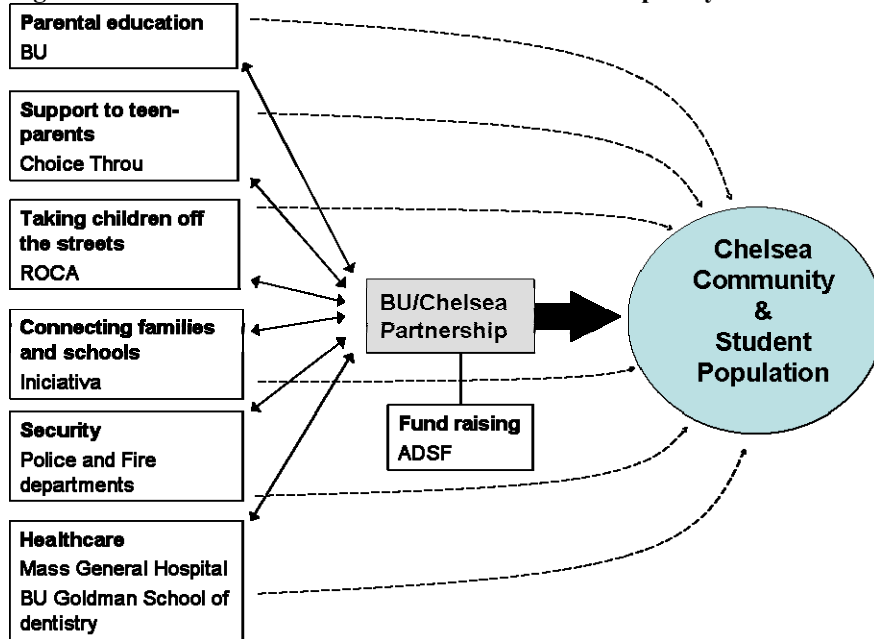 Parental education
BU
Support to teen-
parents
Choice Throu
Taking children off
the streets
ROCA
Connecting families
and schools
Iniciativa
Security
Police and Fire
departments
Healthcare
Mass General Hospital
BU Goldman School of
dentistry
BU/Chelsea
Partnership
Fund raising
ADSF
Chelsea
Community
&
Student
Population